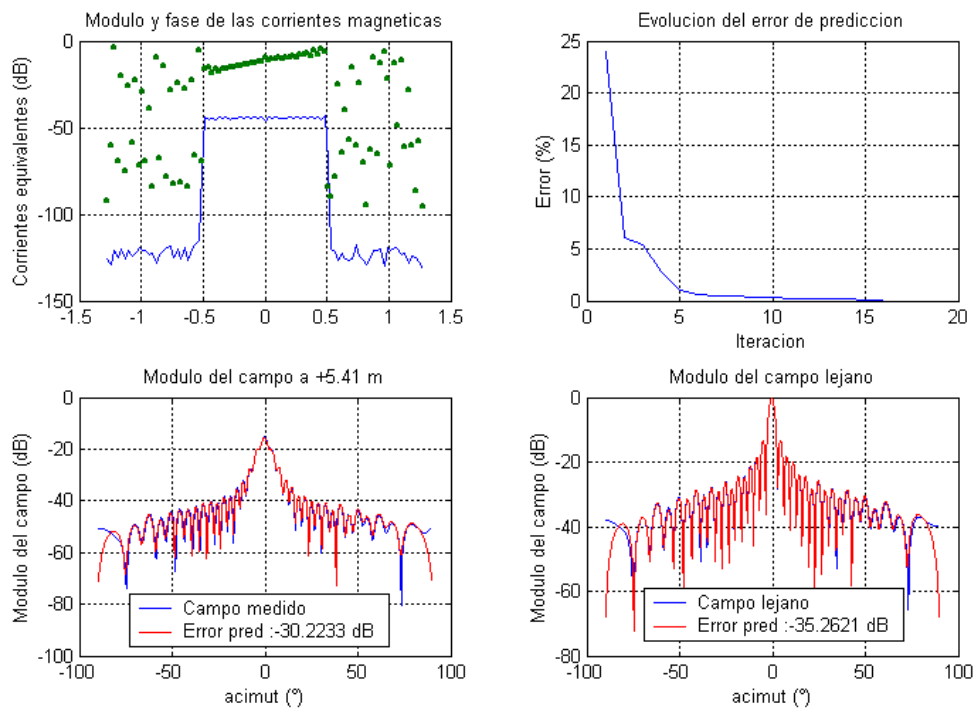 Modulo y fase de las corrientes magneticas
Corrientes equivalentes (dB)
0
-50
-100
-150
-1.5
-1
-0.5
0
0.5
1
1.5
Evolucion del error de prediccion
Error (%)
25
20
15
10
5
0
0
5
10
15
20
Iteracion
Modulo del campo a +5.41 m
Modulo del campo (dB)
0
-20
-40
-60
-80
-100
Campo medido
Error pred :-30.2233 dB
-100
-50
0
50
100
acimut (º)
Modulo del campo lejano
Modulo del campo (dB)
0
-20
-40
-60
-80
Campo lejano
Error pred :-35.2621 dB
-100
-50
0
50
100
acimut (º)